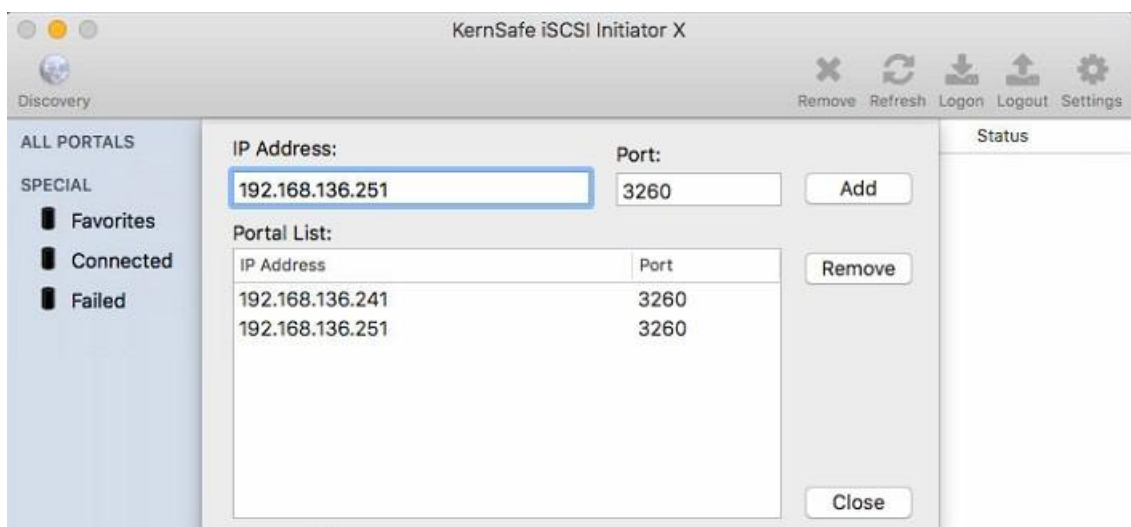 KernSafe iSCSI Initiator X
Discovery
Remove Refresh Logon Logout Settings
ALL PORTALS
SPECIAL
Favorites
Connected
Failed
IP Address:
Port:
192.168.136.251
3260
Add
Portal List:
IP Address Port
192.168.136.241 3260
192.168.136.251 3260
Remove
Close
Status